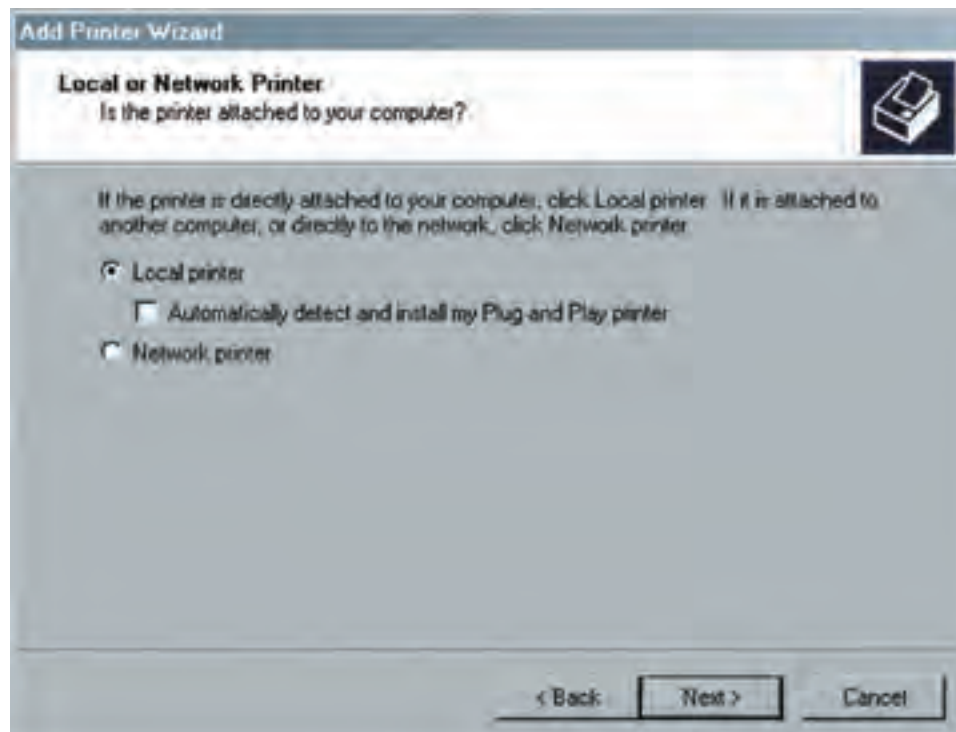 Add Printer Wizard
Local or Network Printer
Is the printer attached to your computer?
If the printer is directly attached to your computer, click Local printer. If it is attached to
another computer, or directly to the network, click Network printer.
Local printer
Automatically detect and install my Plug and Play printer
Network printer
< Back
Next >
Cancel